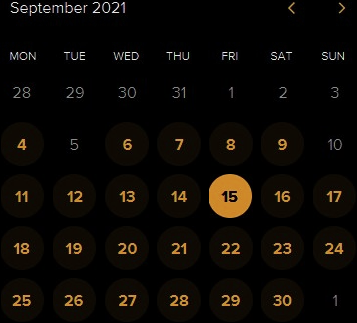 September 2021 < >
MON TUE WED THU FRI SAT SUN
28 29 30 31 1 2 3
4 5 6 7 8 9 10
11 12 13 14 15 16 17
18 19 20 21 22 23 24
25 26 27 28 29 30 1